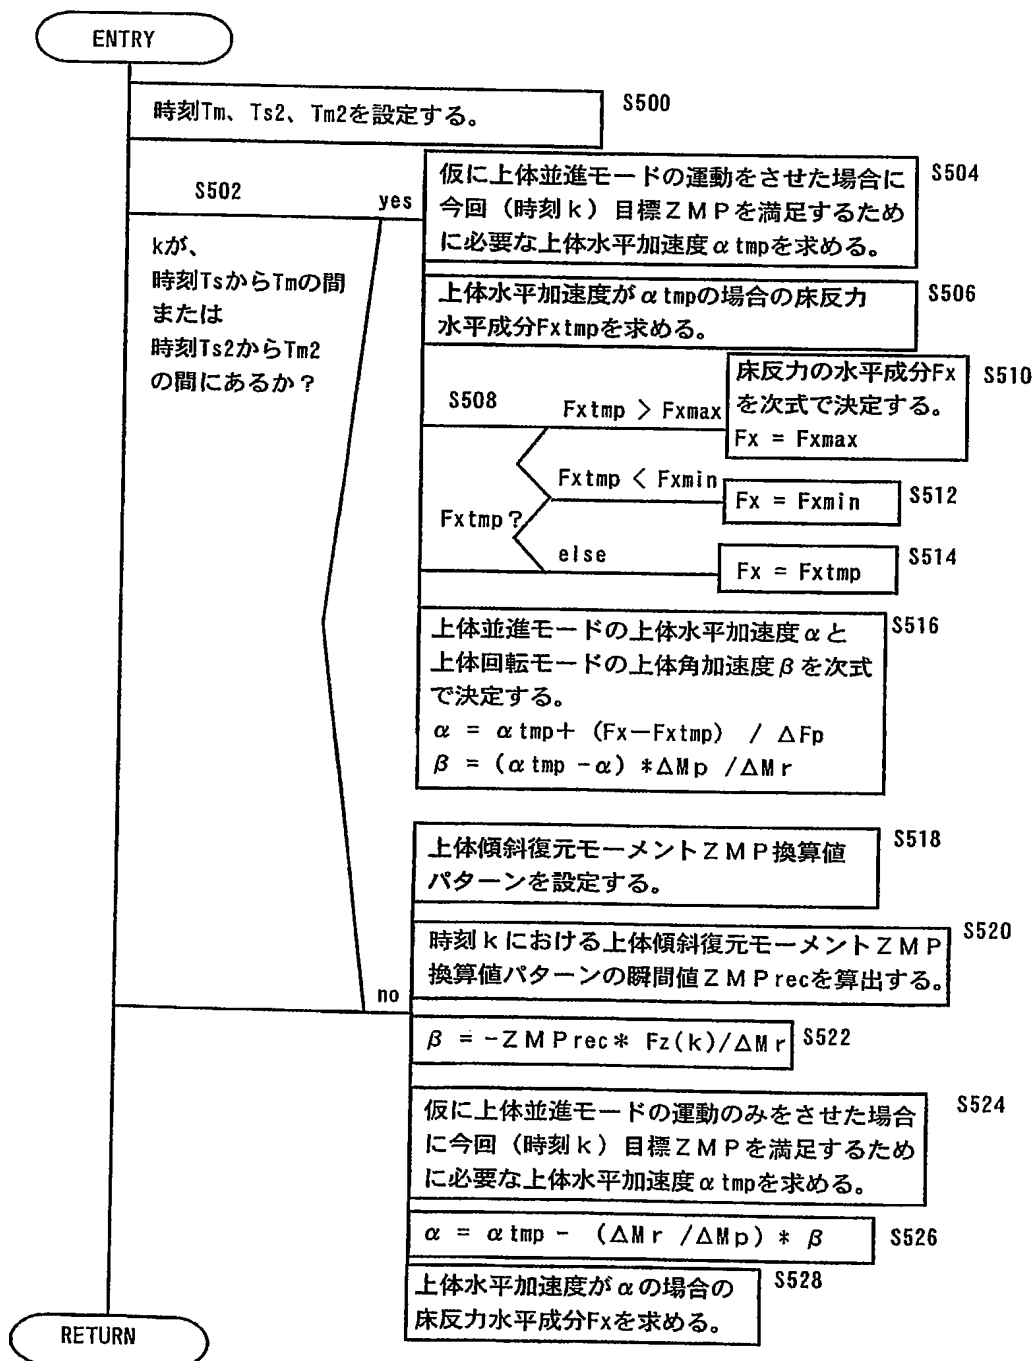 ENTRY
時刻Tm、Ts2、Tm2を設定する。
S500
S502
yes
kが、
時刻TsからTmの間
または
時刻Ts2からTm2
の間にあるか？
仮に上体並進モードの運動をさせた場合に
今回（時刻k）目標ZMPを満足するため
に必要な上体水平加速度αtmpを求める。
S504
上体水平加速度がαtmpの場合の床反力
水平成分Fxtmpを求める。
S506
S508
Fxtmp？
Fxtmp > Fxmax
床反力の水平成分Fx
を次式で決定する。
Fx = Fxmax
S510
Fxtmp < Fxmin
Fx = Fxmin
S512
else
Fx = Fxtmp
S514
上体並進モードの上体水平加速度αと
上体回転モードの上体角加速度βを次式
で決定する。
α = αtmp+ (Fx−Fxtmp) / ΔFp
β = (αtmp -α) *ΔMp /ΔMr
S516
no
上体傾斜復元モーメントZMP換算値
パターンを設定する。
S518
時刻kにおける上体傾斜復元モーメントZMP
換算値パターンの瞬間値ZMPrecを算出する。
S520
β = -ZMPrec* Fz(k)/ΔMr
S522
仮に上体並進モードの運動のみをさせた場合
に今回（時刻k）目標ZMPを満足するため
に必要な上体水平加速度αtmpを求める。
S524
α = αtmp - (ΔMr /ΔMp) * β
S526
上体水平加速度がαの場合の
床反力水平成分Fxを求める。
S528
RETURN